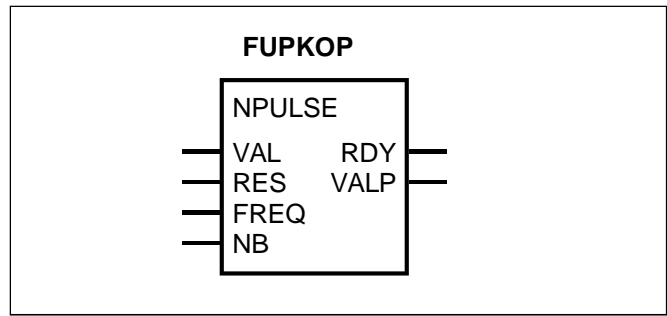 FUPKOP
NPULSE
VAL RDY
RES VALP
FREQ
NB